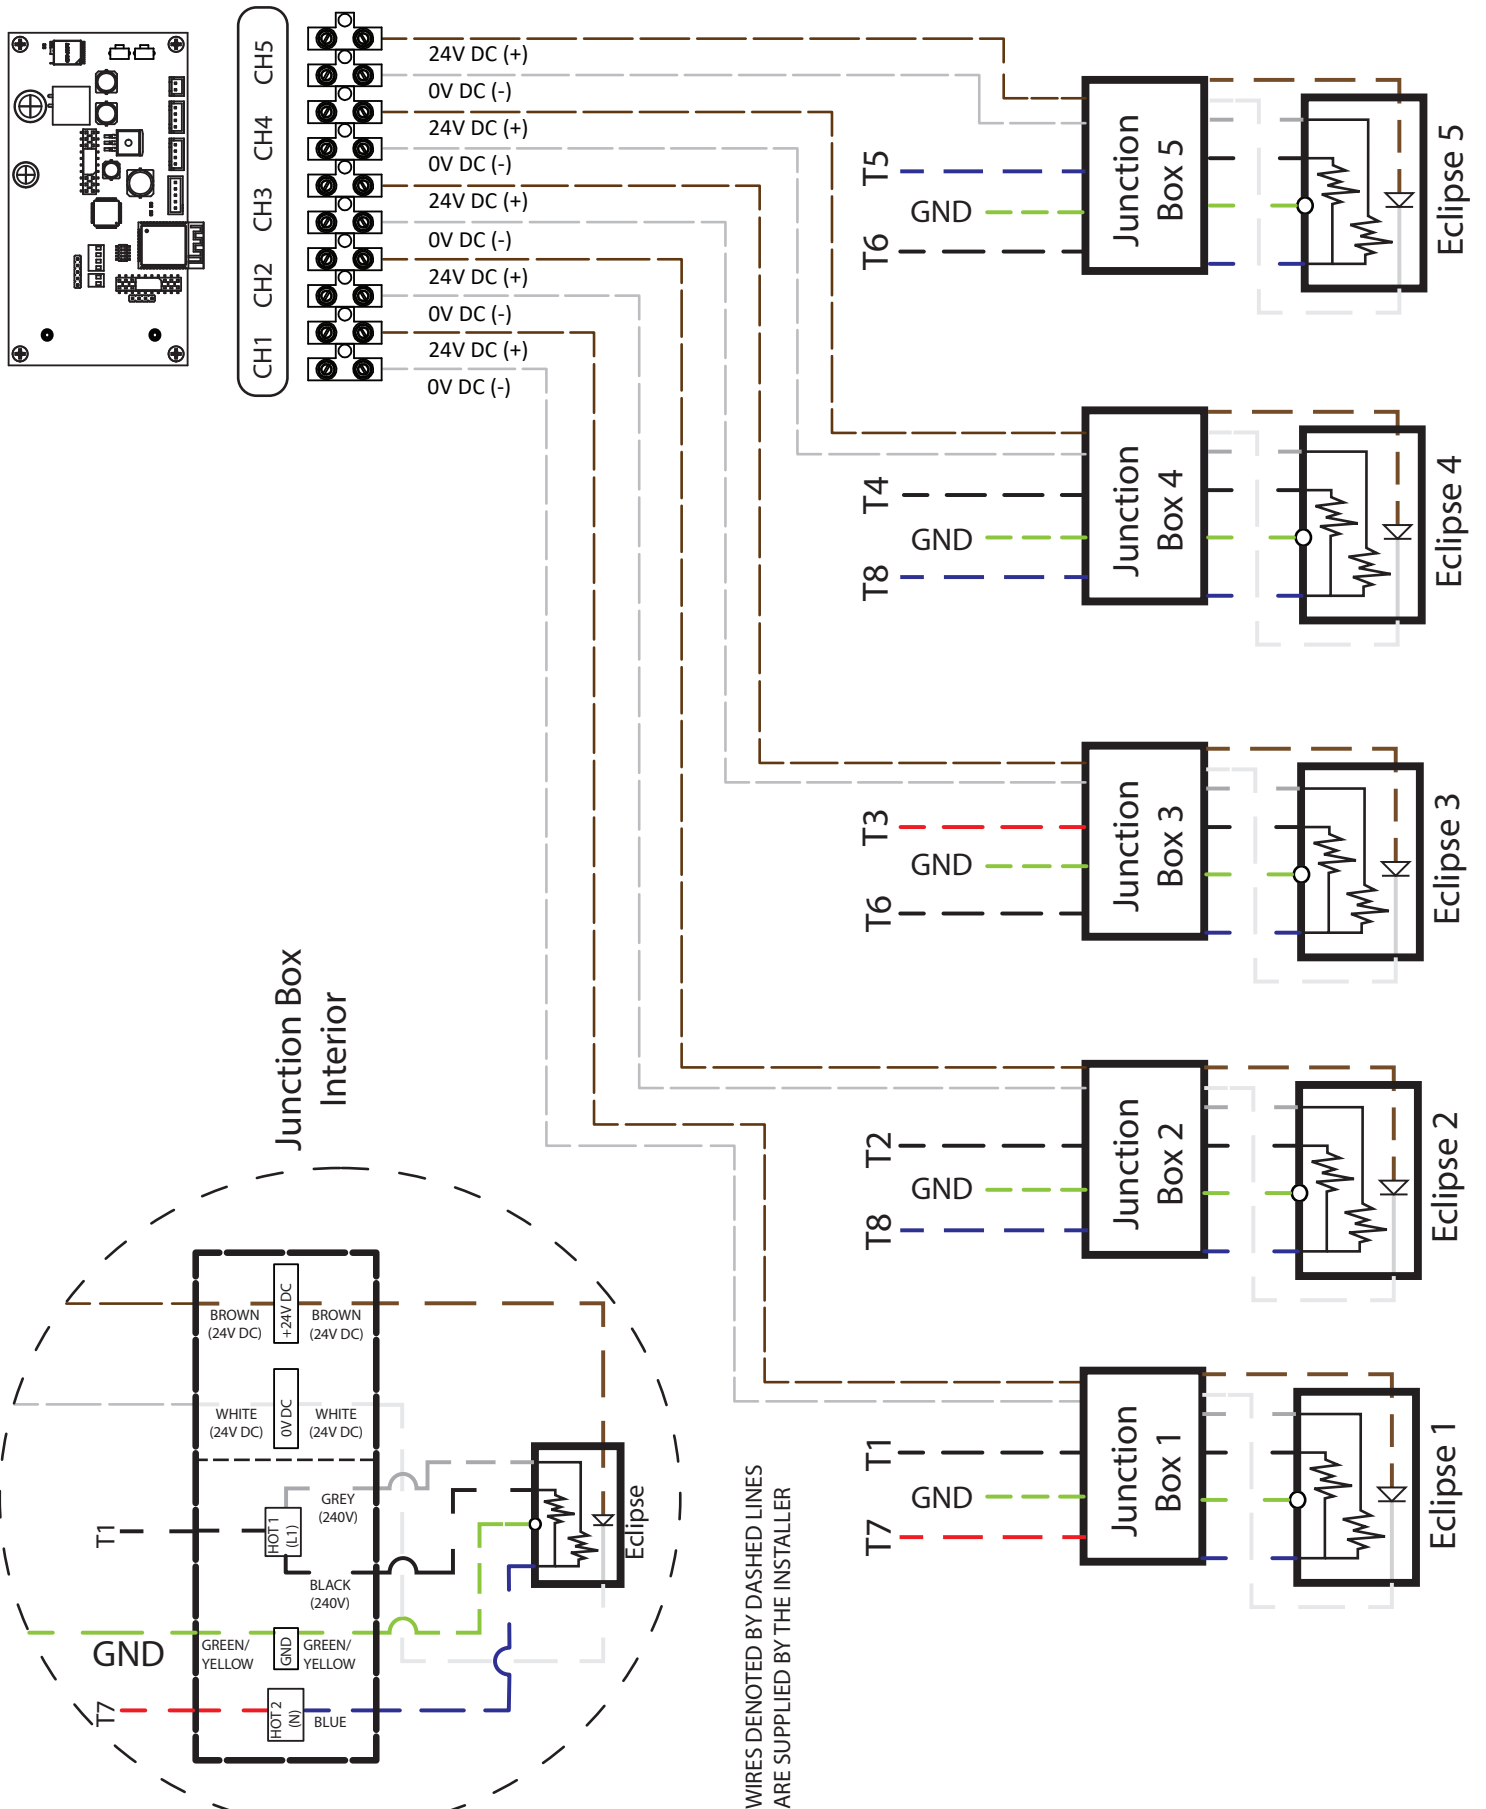 CH5
CH4
CH3
CH2
CH1
24V DC (+)
0V DC (-)
24V DC (+)
0V DC (-)
24V DC (+)
0V DC (-)
24V DC (+)
0V DC (-)
24V DC (+)
0V DC (-)
T5
GND
T6
Junction
Box 5
Eclipse 5
T4
GND
T8
Junction
Box 4
Eclipse 4
T3
GND
T6
Junction
Box 3
Eclipse 3
T2
GND
T8
Junction
Box 2
Eclipse 2
T1
GND
T7
Junction
Box 1
Eclipse 1
Junction Box
Interior
BROWN
(24V DC)
+24V DC
BROWN
(24V DC)
WHITE
(24V DC)
0V DC
WHITE
(24V DC)
T1
HOT 1
(L1)
GREY
(240V)
BLACK
(240V)
GND
GREEN/
YELLOW
GND
GREEN/
YELLOW
T7
HOT 2
(N)
BLUE
Eclipse
WIRES DENOTED BY DASHED LINES
ARE SUPPLIED BY THE INSTALLER